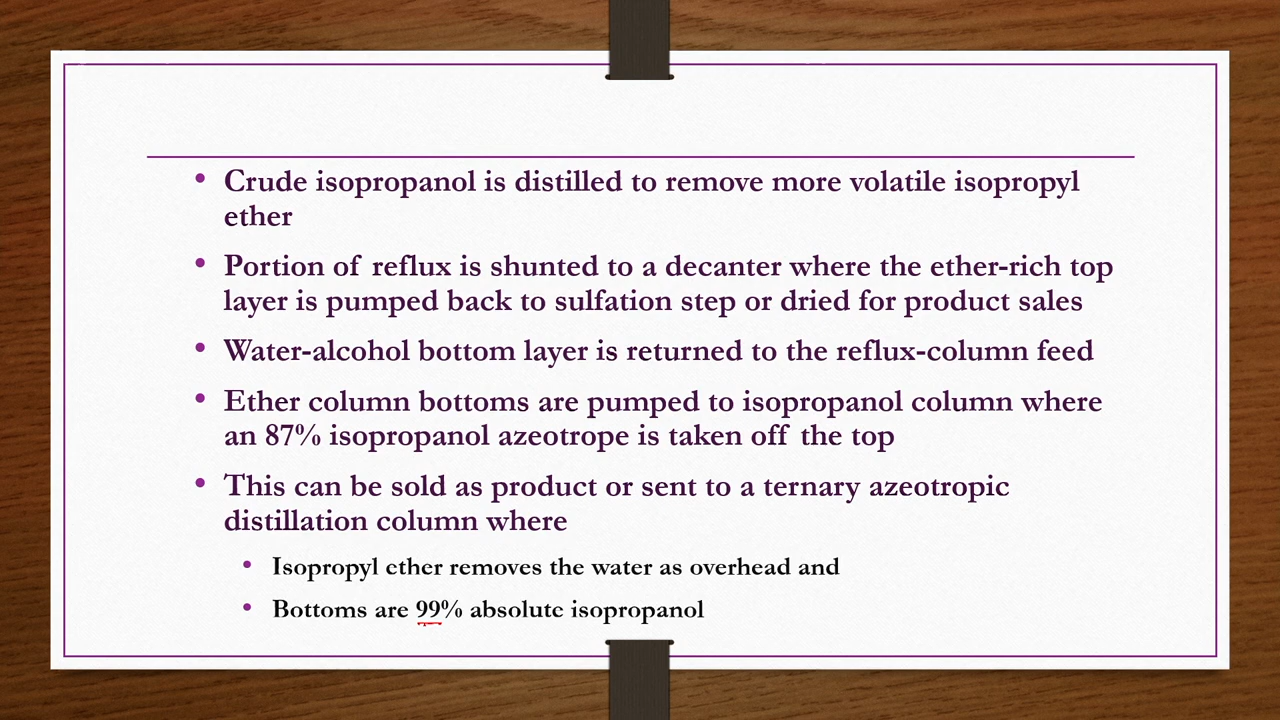 • Crude isopropanol is distilled to remove more volatile isopropyl
ether
• Portion of reflux is shunted to a decanter where the ether-rich top
layer is pumped back to sulfation step or dried for product sales
• Water-alcohol bottom layer is returned to the reflux-column feed
• Ether column bottoms are pumped to isopropanol column where
an 87% isopropanol azeotrope is taken off the top
• This can be sold as product or sent to a ternary azeotropic
distillation column where
• Isopropyl ether removes the water as overhead and
• Bottoms are 99% absolute isopropanol